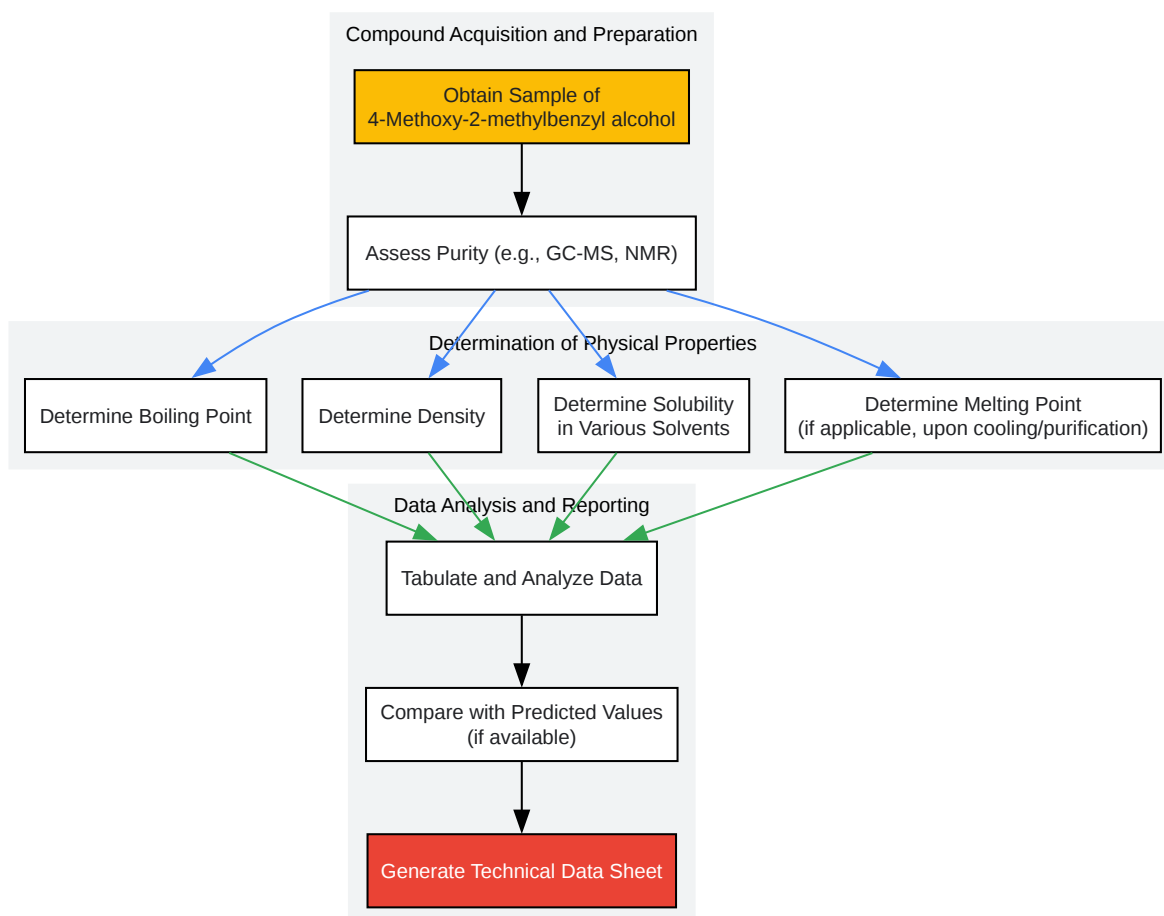 Compound Acquisition and Preparation
Obtain Sample of
4-Methoxy-2-methylbenzyl alcohol
Assess Purity (e.g., GC-MS, NMR)
Determination of Physical Properties
Determine Boiling Point
Determine Density
Determine Solubility
in Various Solvents
Determine Melting Point
(if applicable, upon cooling/purification)
Data Analysis and Reporting
Tabulate and Analyze Data
Compare with Predicted Values
(if available)
Generate Technical Data Sheet